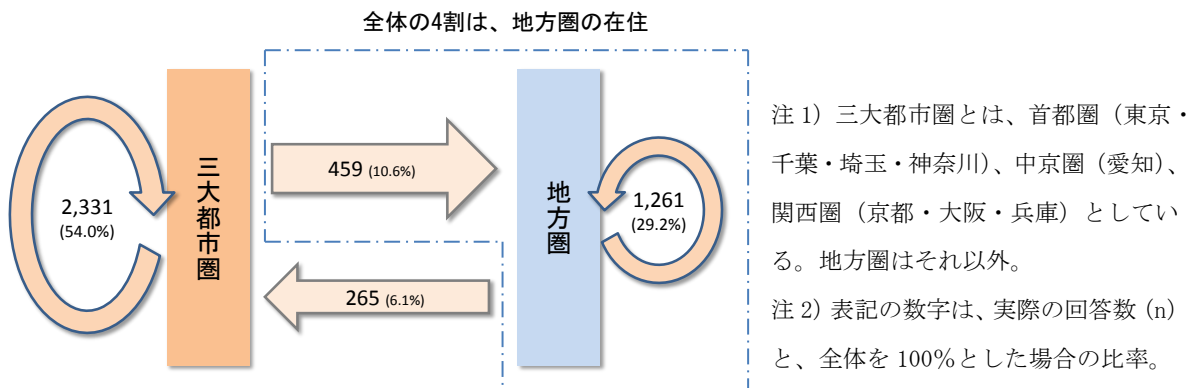 全体の4割は、地方圏の在住
三大都市圏
2,331
(54.0%)
459 (10.6%)
265 (6.1%)
地方圏
1,261
(29.2%)
注 1）三大都市圏とは、首都圏（東京・
千葉・埼玉・神奈川）、中京圏（愛知）、
関西圏（京都・大阪・兵庫）としてい
る。地方圏はそれ以外。
注 2）表記の数字は、実際の回答数（n）
と、全体を 100％とした場合の比率。